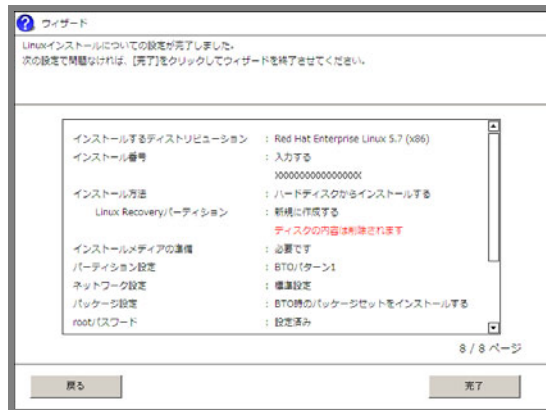 ウィザード
Linuxインストールについての設定が完了しました。
次の設定で問題なければ、[完了]をクリックしてウィザードを終了させてください。
インストールするディストリビューション : Red Hat Enterprise Linux 5.7 (x86)
インストール番号 : 入力する
XXXXXXXXXXXXXXXX
インストール方法 : ハードディスクからインストールする
Linux Recoveryパーティション : 新規に作成する
ディスクの内容は削除されます
インストールメディアの準備 : 必要です
パーティション設定 : BTOパターン1
ネットワーク設定 : 標準設定
パッケージ設定 : BTO時のパッケージセットをインストールする
rootパスワード : 設定済み
8 / 8 ページ
戻る 完了